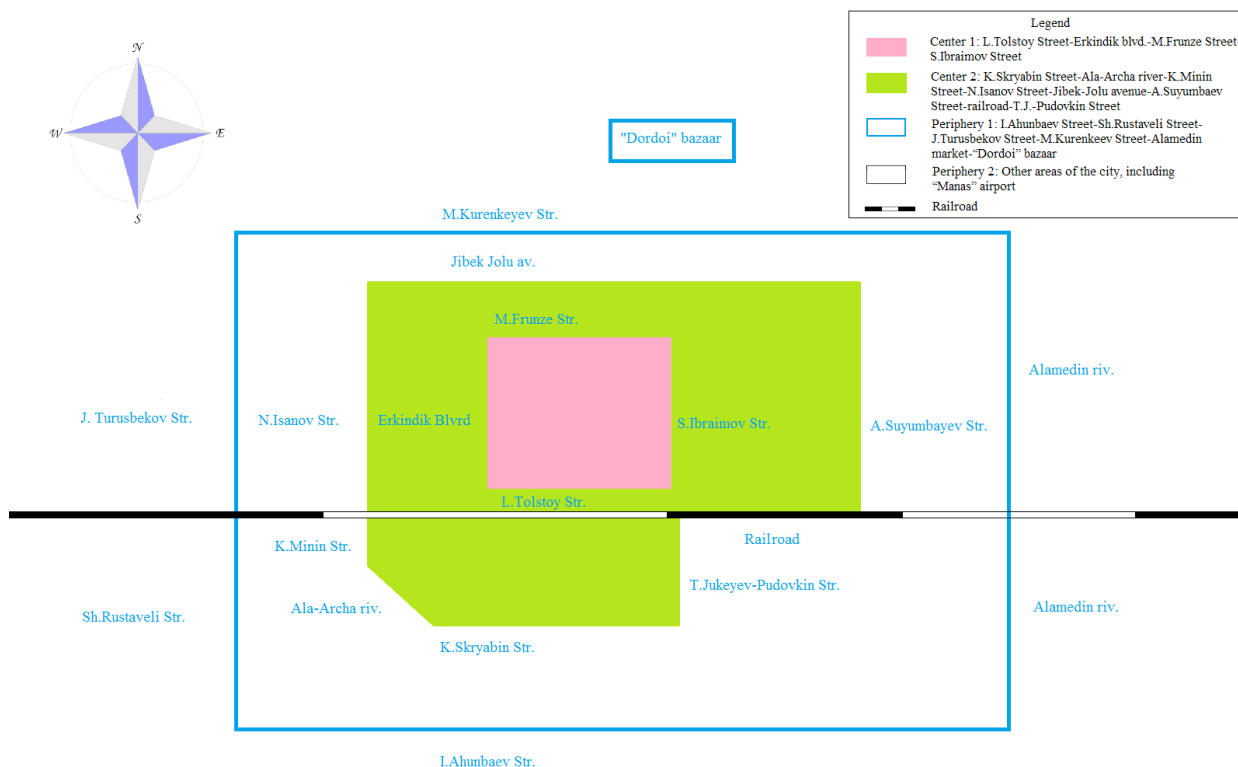 N
W
E
S
Legend
Center 1: L.Tolstoy Street-Erkindik blvd.-M.Frunze Street-
S.Ibraimov Street
Center 2: K.Skryabin Street-Ala-Archa river-K.Minin
Street-N.Isanov Street-Jibek-Jolu avenue-A.Suyumbaev
Street-railroad-T.J.-Pudovkin Street
Periphery 1: I.Ahunbaev Street-Sh.Rustaveli Street-
J.Turusbekov Street-M.Kurenkeev Street-Alamedin
market-“Dordoi” bazaar
Periphery 2: Other areas of the city, including
“Manas” airport
Railroad
"Dordoi" bazaar
M.Kurenkeyev Str.
Jibek Jolu av.
M.Frunze Str.
Alamedin riv.
J. Turusbekov Str.
N.Isanov Str.
Erkindik Blvrd
S.Ibraimov Str.
A.Suyumbayev Str.
L.Tolstoy Str.
K.Minin Str.
Railroad
T.Jukeyev-Pudovkin Str.
Ala-Archa riv.
Alamedin riv.
Sh.Rustaveli Str.
K.Skryabin Str.
I.Ahunbaev Str.